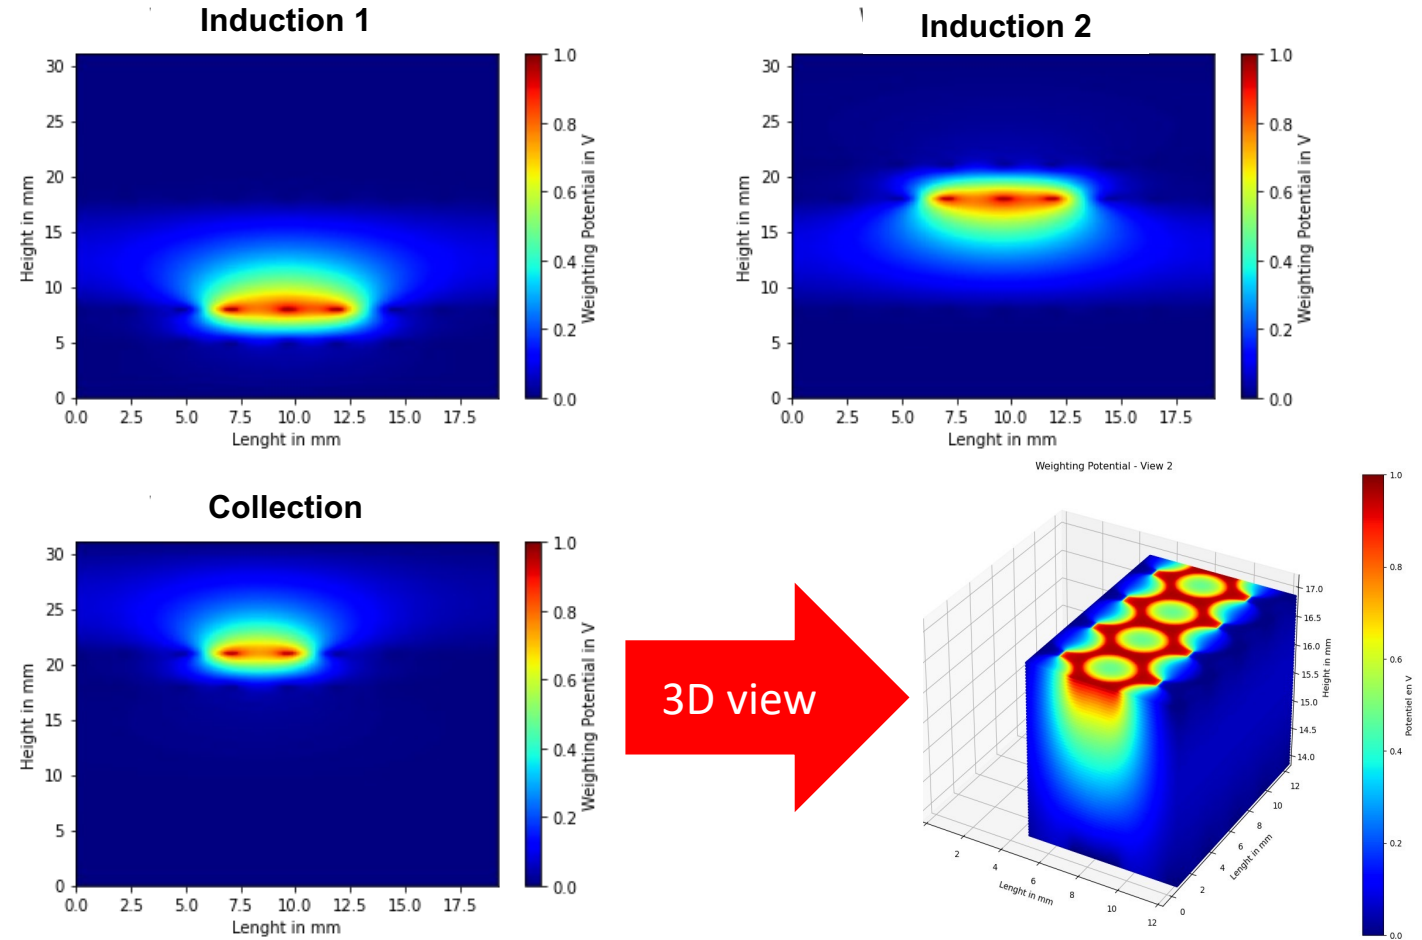 Induction 1
30
25
20
15
10
5
0
0.0 2.5 5.0 7.5 10.0 12.5 15.0 17.5
Height in mm
Lenght in mm
1.0
0.8
0.6
0.4
0.2
0.0
Weighting Potential in V
Induction 2
30
25
20
15
10
5
0
0.0 2.5 5.0 7.5 10.0 12.5 15.0 17.5
Height in mm
Lenght in mm
1.0
0.8
0.6
0.4
0.2
0.0
Weighting Potential in V
Collection
30
25
20
15
10
5
0
0.0 2.5 5.0 7.5 10.0 12.5 15.0 17.5
Height in mm
Lenght in mm
1.0
0.8
0.6
0.4
0.2
0.0
Weighting Potential in V
3D view
Weighting Potential - View 2
17.0
16.5
16.0
15.5
15.0
14.5
14.0
Height in mm
2 4 6 8 10 12
Lenght in mm
0 2 4 6 8 10 12
Lenght in mm
1.0
0.8
0.6
0.4
0.2
0.0
Potentiel en V